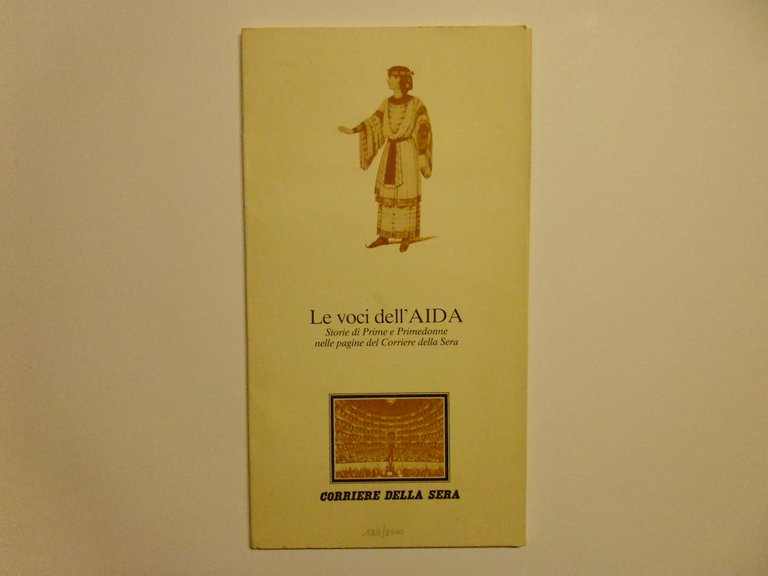 Le voci dell'AIDA
Storie di Prime e Primedonne
nelle pagine del Corriere della Sera
CORRIERE DELLA SERA